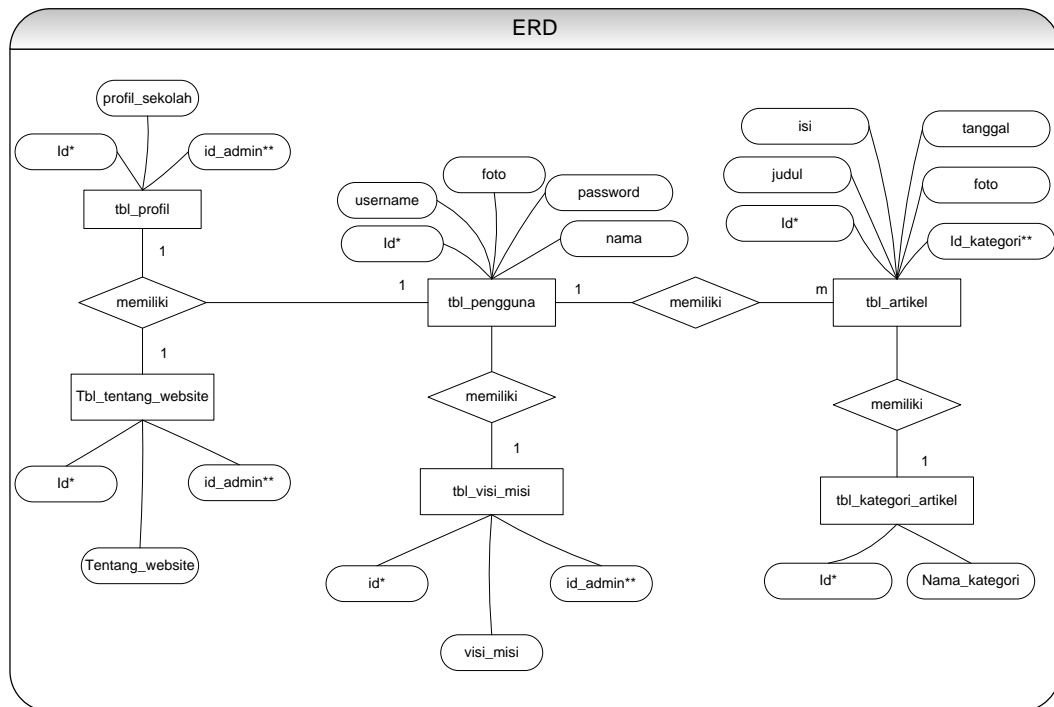 ERD
profil_sekolah
Id*
id_admin**
tbl_profil
1
memiliki
1
Tbl_tentang_website
Id*
id_admin**
Tentang_website
foto
username
password
Id*
nama
1
tbl_pengguna
1
memiliki
1
tbl_visi_misi
id*
id_admin**
visi_misi
memiliki
m
isi
tanggal
judul
foto
Id*
Id_kategori**
tbl_artikel
memiliki
1
tbl_kategori_artikel
Id*
Nama_kategori